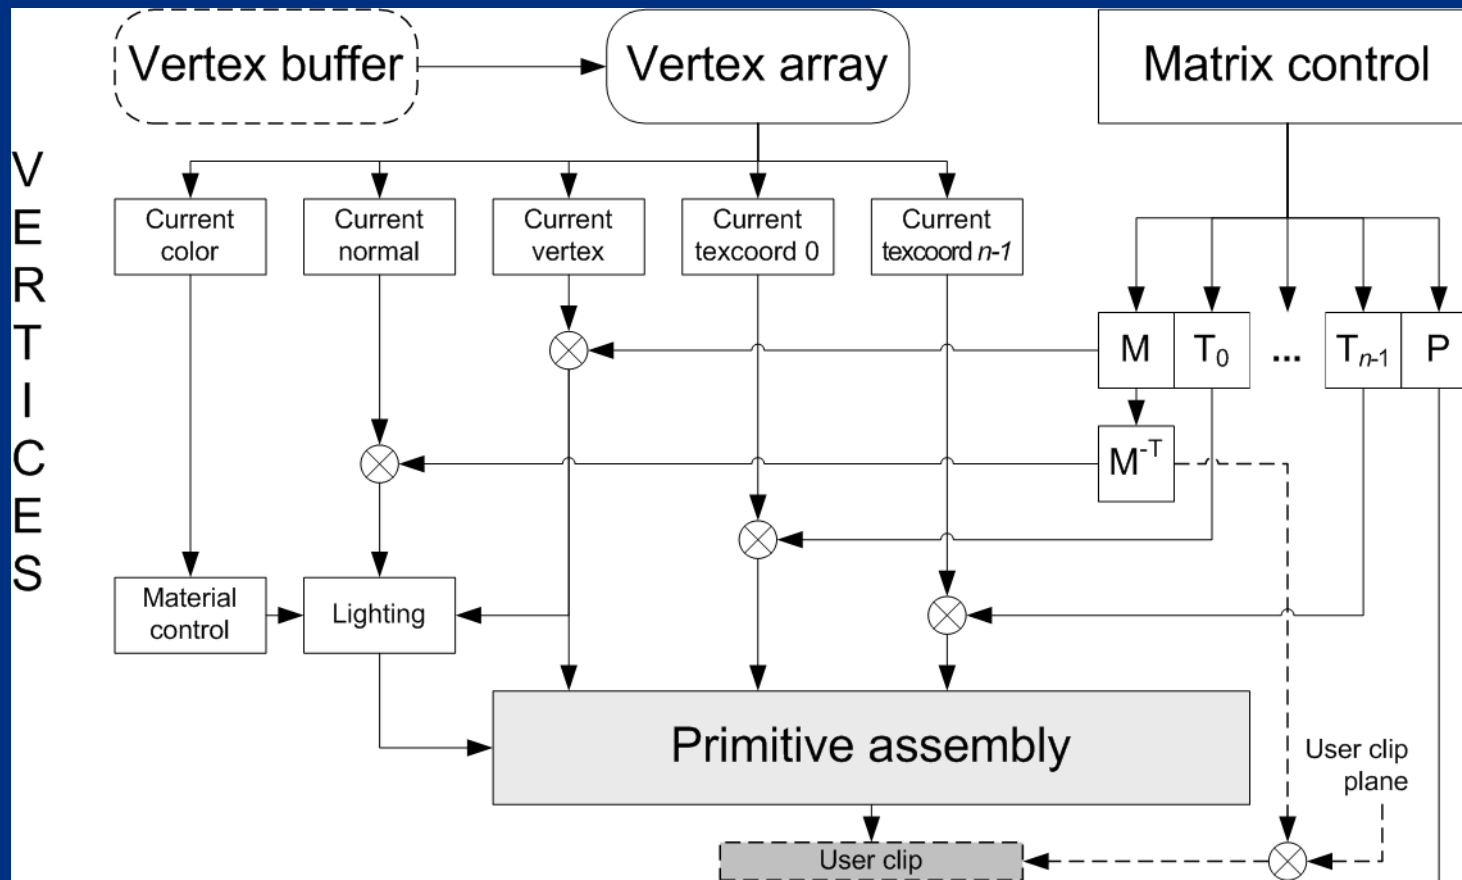 Vertex buffer
Vertex array
Matrix control
VERTICES
Current
color
Current
normal
Current
vertex
Current
texcoord 0
Current
texcoord n-1
M
T0
...
Tn-1
P
M-T
Material
control
Lighting
Primitive assembly
User clip
plane
User clip